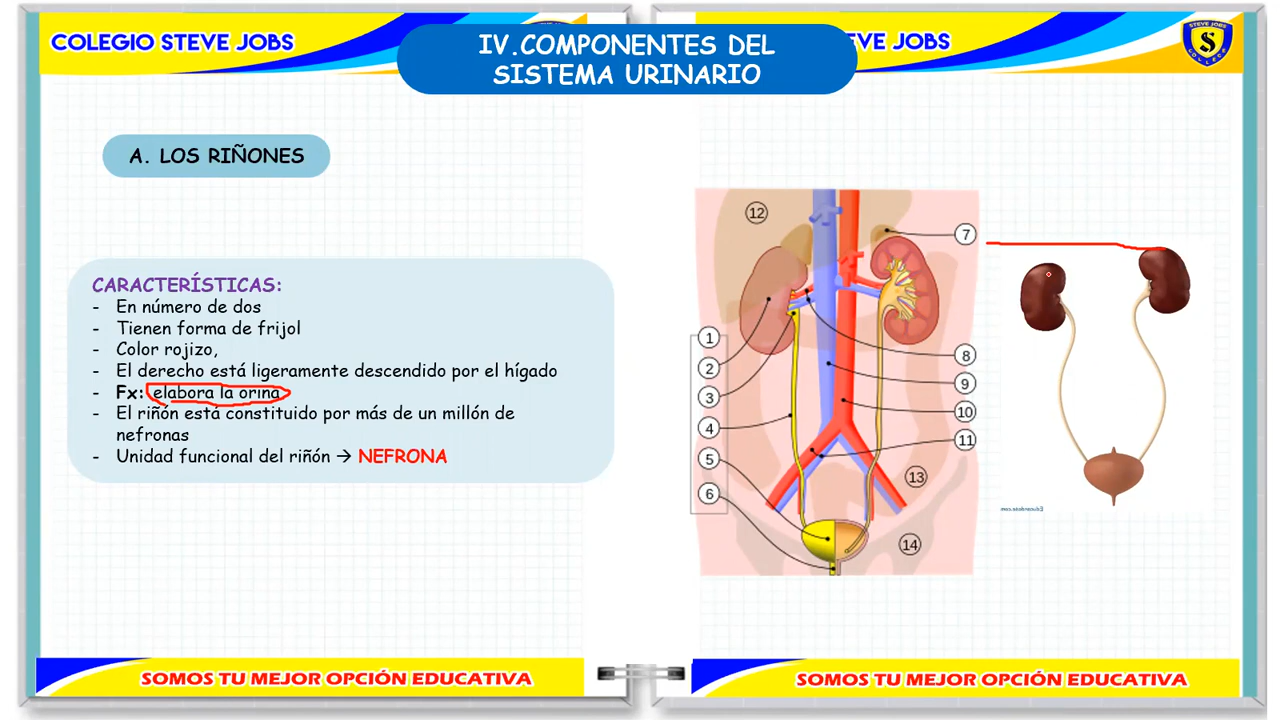 COLEGIO STEVE JOBS
IV.COMPONENTES DEL
SISTEMA URINARIO
EVE JOBS
S
A. LOS RIÑONES
CARACTERÍSTICAS:
- En número de dos
- Tienen forma de frijol
- Color rojizo,
- El derecho está ligeramente descendido por el hígado
- Fx: elabora la orina
- El riñón está constituido por más de un millón de
nefronas
- Unidad funcional del riñón → NEFRONA
12
7
1
2
3
4
5
6
8
9
10
11
13
14
SOMOS TU MEJOR OPCIÓN EDUCATIVA
SOMOS TU MEJOR OPCIÓN EDUCATIVA